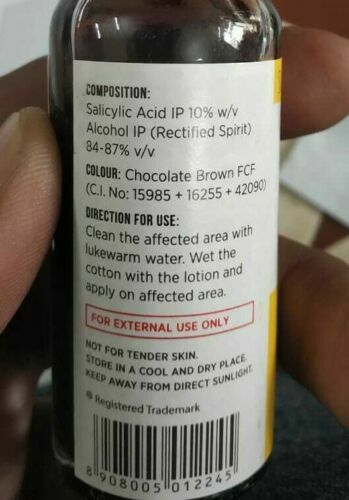 COMPOSITION:
Salicylic Acid IP 10% w/v
Alcohol IP (Rectified Spirit)
84-87% v/v
COLOUR: Chocolate Brown FCF
(C.I. No: 15985 + 16255 + 42090)
DIRECTION FOR USE:
Clean the affected area with
lukewarm water. Wet the
cotton with the lotion and
apply on affected area.
FOR EXTERNAL USE ONLY
NOT FOR TENDER SKIN.
STORE IN A COOL AND DRY PLACE.
KEEP AWAY FROM DIRECT SUNLIGHT.
® Registered Trademark
8 908005 012245